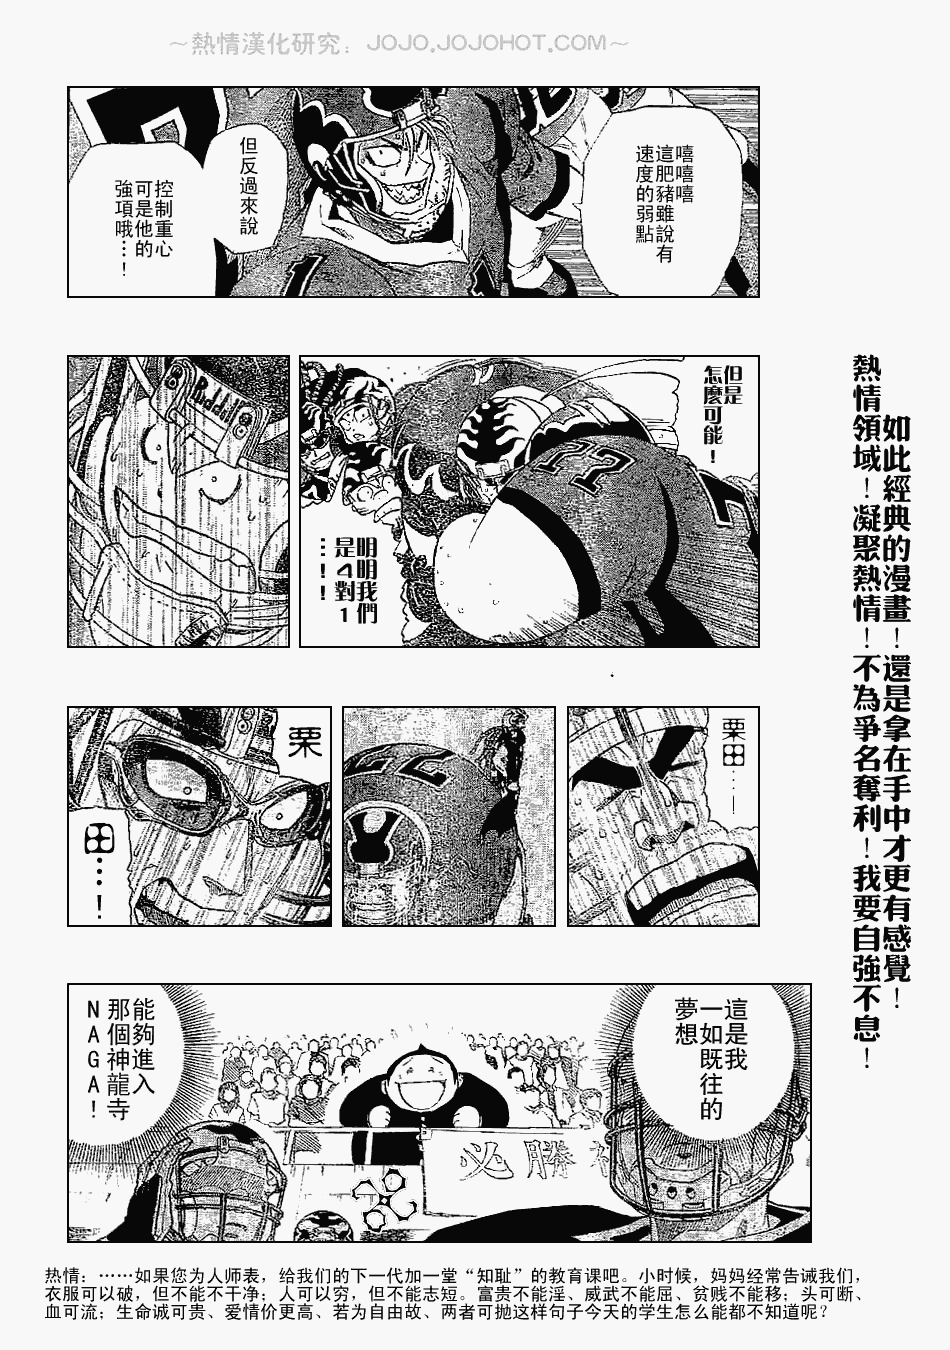 ～熱情漢化研究：JOJO.JOJOHOT.COM～
嘻嘻嘻
這肥豬雖說有
速度的弱點
但反過來說
控制重心
可是他的
強項哦…！
但是
怎麼可能！
明明我們
是4對1
…！！
Riddell
77
栗田……
栗
田…！
77
這是我
一如既往的
夢想
能夠進入
那個神龍寺
NAGA！
必勝
如此經典的漫畫！還是拿在手中才更有感覺！
熱情領域！凝聚熱情！不為爭名奪利！我要自強不息！
热情：……如果您为人师表，给我们的下一代加一堂“知耻”的教育课吧。小时候，妈妈经常告诫我们，
衣服可以破，但不能不干净；人可以穷，但不能志短。富贵不能淫、威武不能屈、贫贱不能移；头可断、
血可流；生命诚可贵、爱情价更高、若为自由故、两者可抛这样句子今天的学生怎么能都不知道呢？